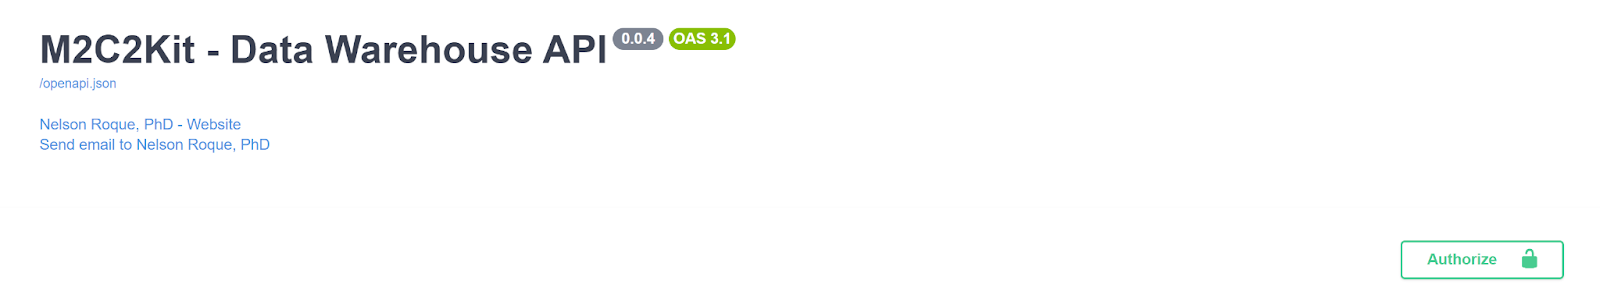 M2C2Kit - Data Warehouse API 0.0.4 OAS 3.1
/openapi.json
Nelson Roque, PhD - Website
Send email to Nelson Roque, PhD
Authorize